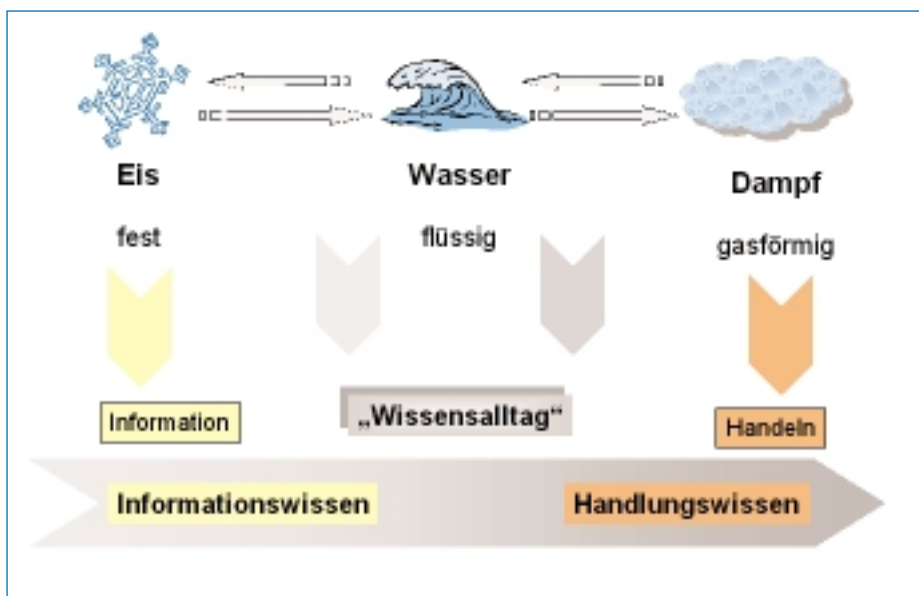 Eis
Wasser
Dampf
fest
flüssig
gasförmig
Information
„Wissensalltag“
Handeln
Informationswissen
Handlungswissen